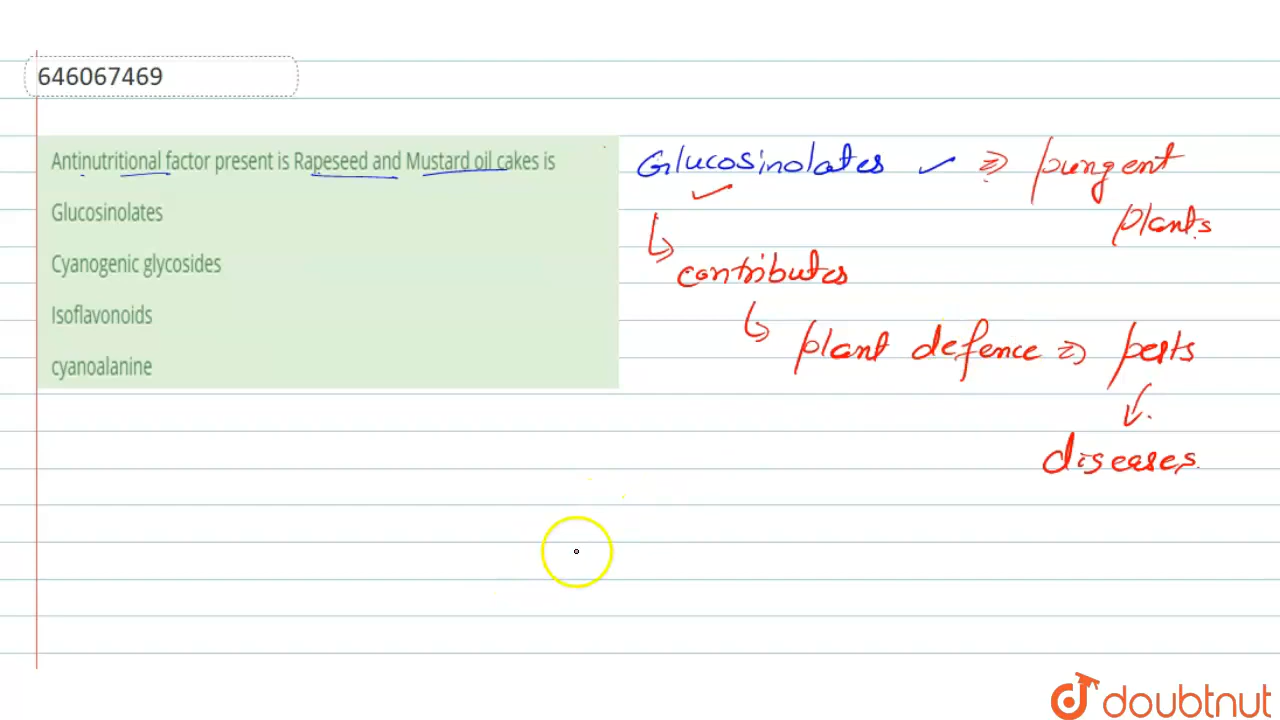 646067469
Antinutritional factor present is Rapeseed and Mustard oil cakes is
Glucosinolates
Cyanogenic glycosides
Isoflavonoids
cyanoalanine
Glucosinolates ✓ ⇒ pungent
plants
contributes
plant defence ⇒ pests
diseases
doubtnut